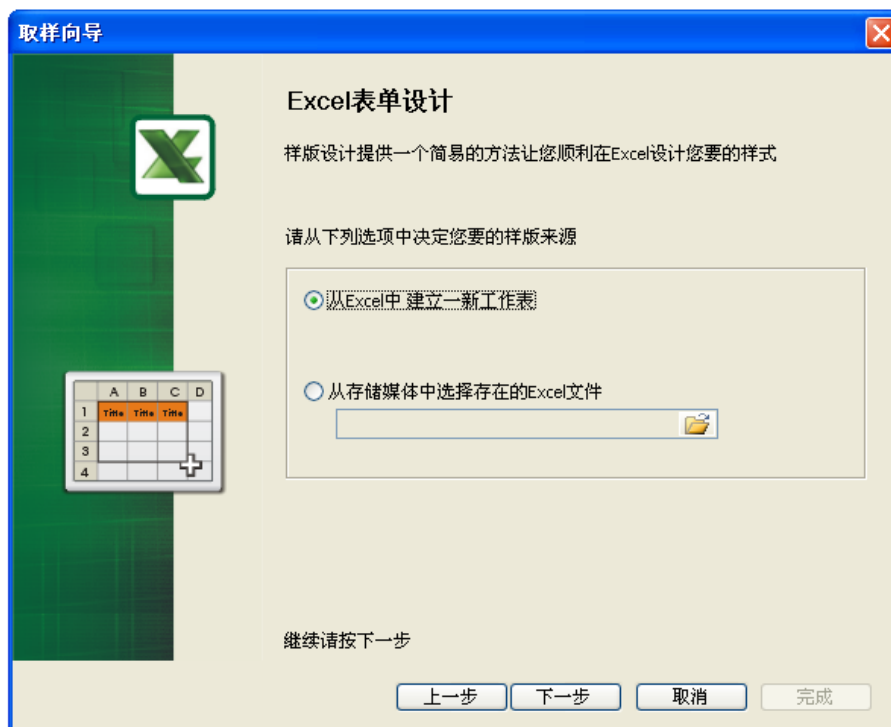 取样向导
Excel表单设计
样版设计提供一个简易的方法让您顺利在Excel设计您要的样式
请从下列选项中决定您要的样版来源
从Excel中 建立一新工作表
从存储媒体中选择存在的Excel文件
A B C D
1 Title Title Title
2
3
4
继续请按下一步
上一步 下一步 取消 完成